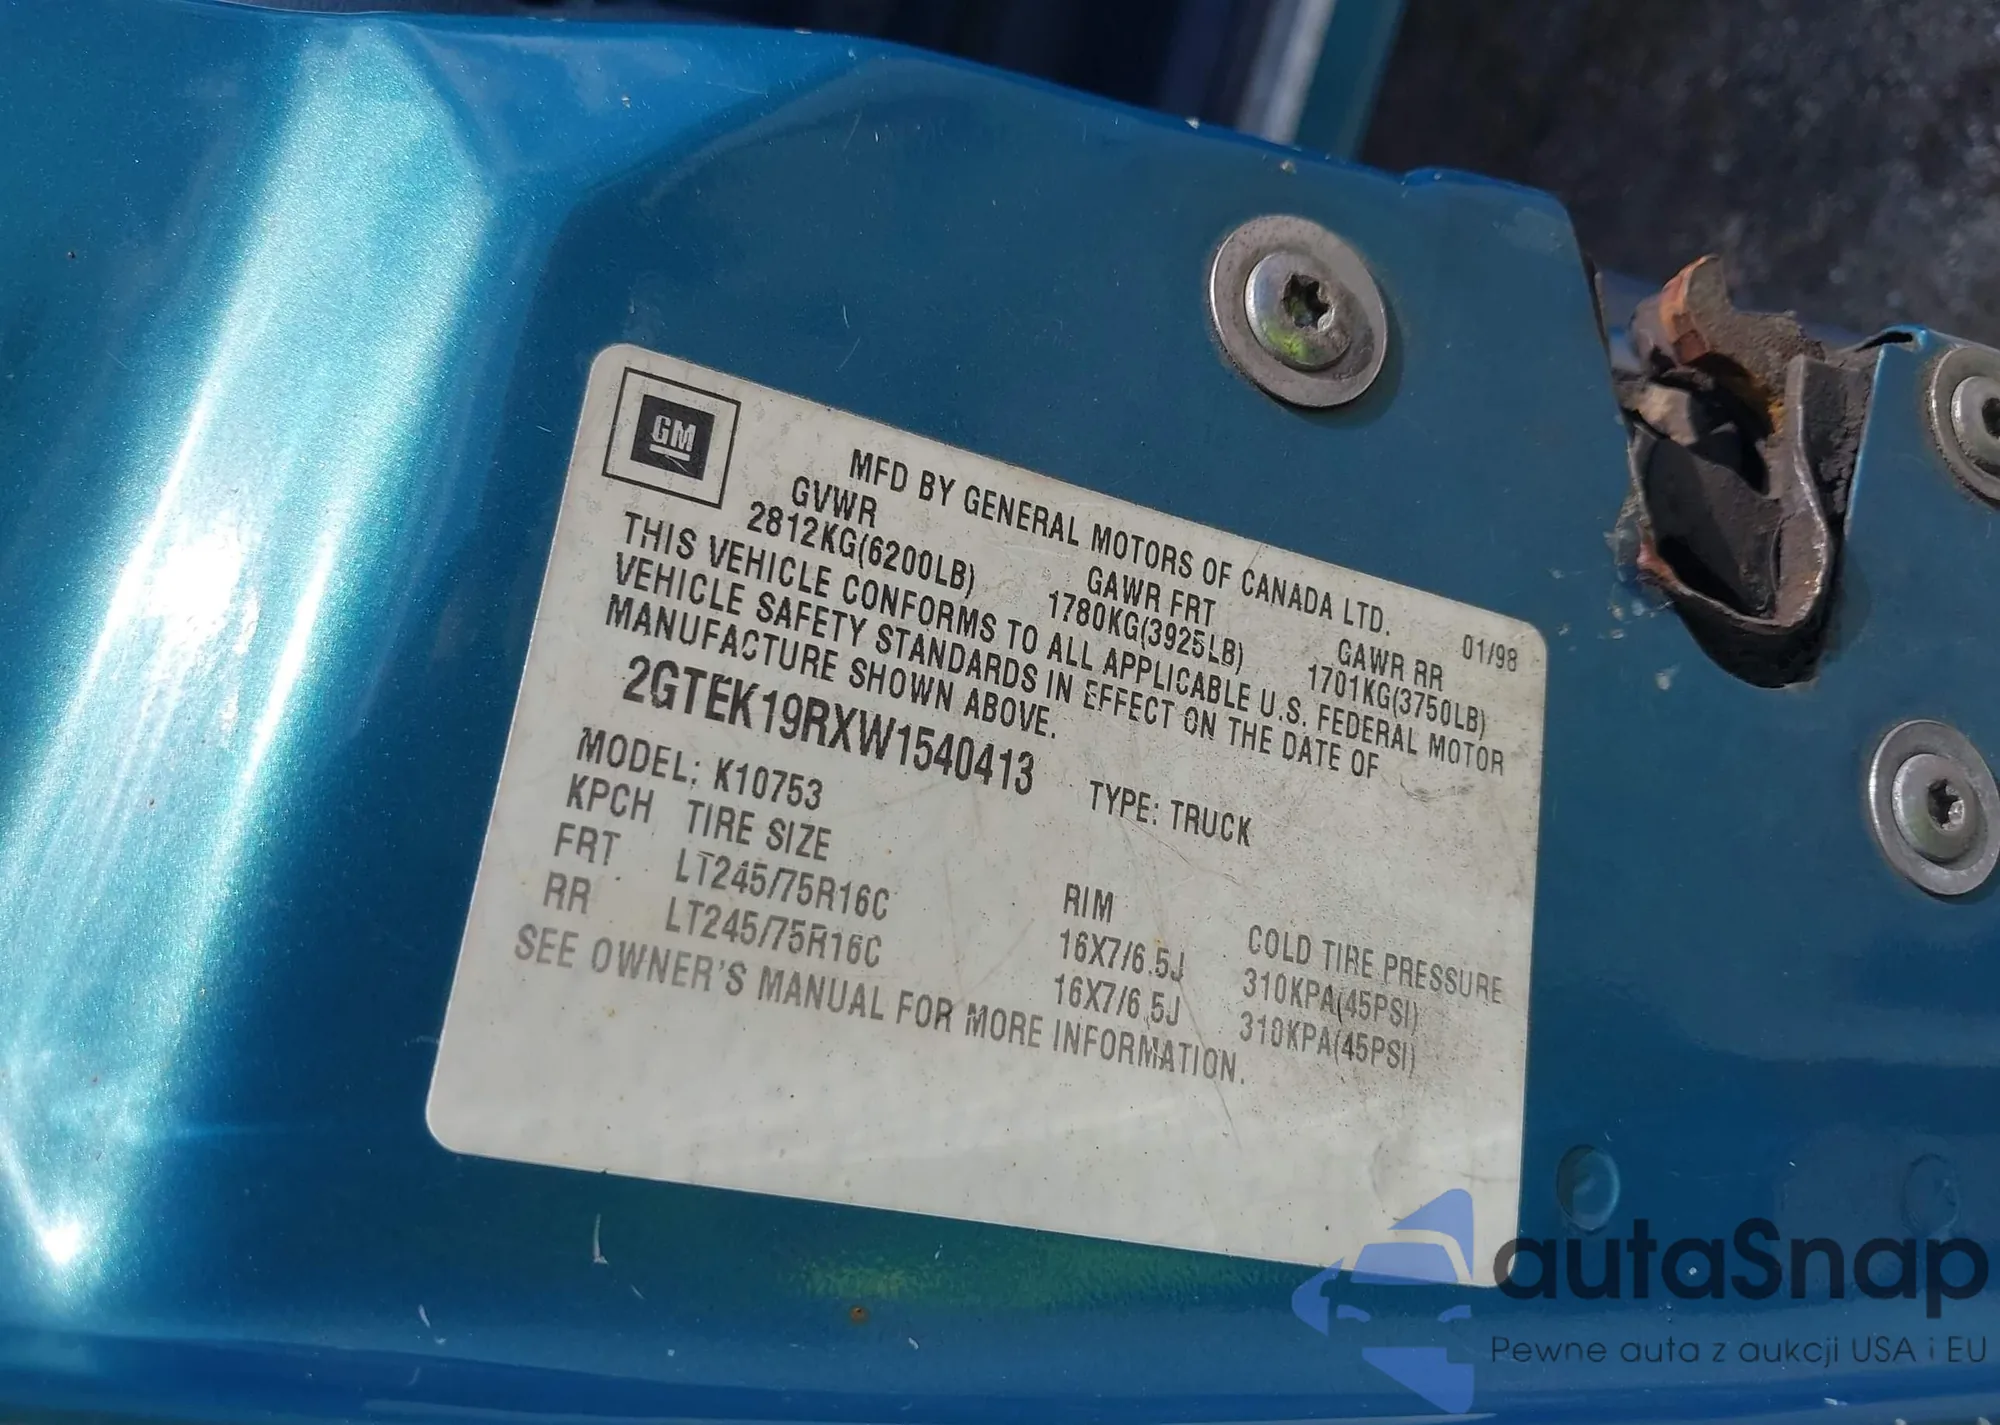 GM
MFD BY GENERAL MOTORS OF CANADA LTD.
01/98
GVWR GAWR FRT GAWR RR
2812KG(6200LB) 1780KG(3925LB) 1701KG(3750LB)
THIS VEHICLE CONFORMS TO ALL APPLICABLE U.S. FEDERAL MOTOR
VEHICLE SAFETY STANDARDS IN EFFECT ON THE DATE OF
MANUFACTURE SHOWN ABOVE.
2GTEK19RXW1540413 TYPE: TRUCK
MODEL: K10753
KPCH TIRE SIZE RIM COLD TIRE PRESSURE
FRT LT245/75R16C 16X7/6.5J 310KPA(45PSI)
RR LT245/75R16C 16X7/6.5J 310KPA(45PSI)
SEE OWNER'S MANUAL FOR MORE INFORMATION.
autaSnap
Pewne auta z aukcji USA i EU